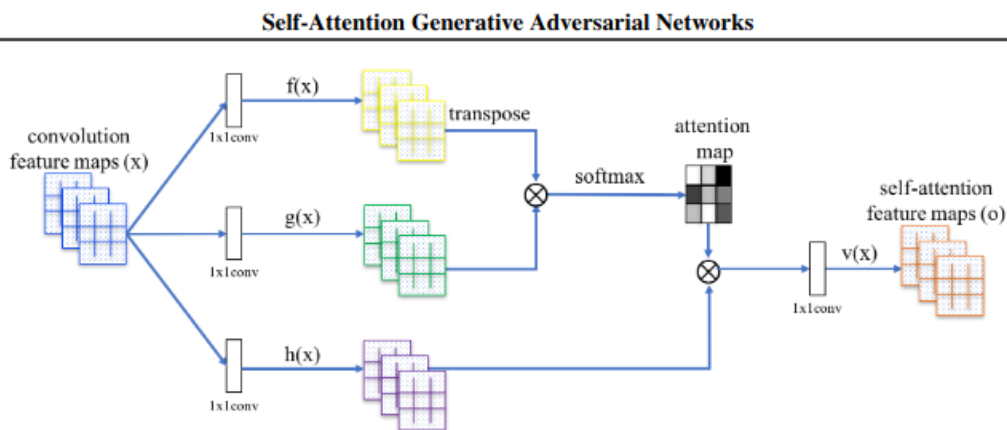 Self-Attention Generative Adversarial Networks
convolution
feature maps (x)
f(x)
1x1conv
transpose
g(x)
1x1conv
h(x)
1x1conv
softmax
attention
map
v(x)
1x1conv
self-attention
feature maps (o)